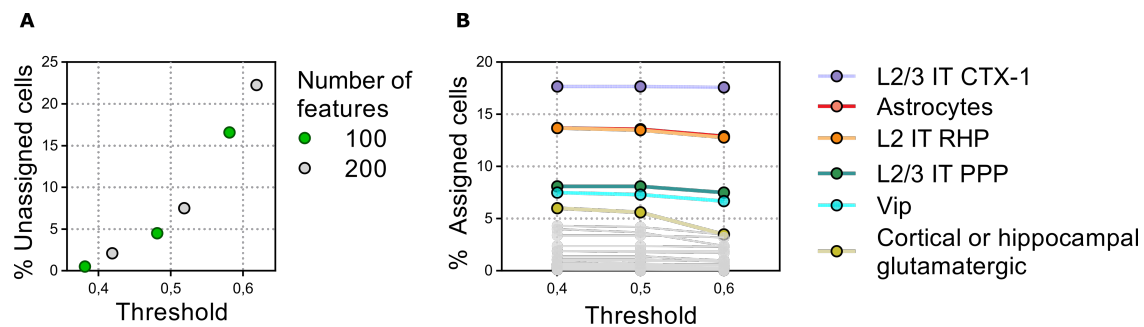 A
% Unassigned cells
25
20
15
10
5
0
0,4
0,5
0,6
Threshold
Number of
features
100
200
B
% Assigned cells
20
15
10
5
0
0,4
0,5
0,6
Threshold
L2/3 IT CTX-1
Astrocytes
L2 IT RHP
L2/3 IT PPP
Vip
Cortical or hippocampal
glutamatergic